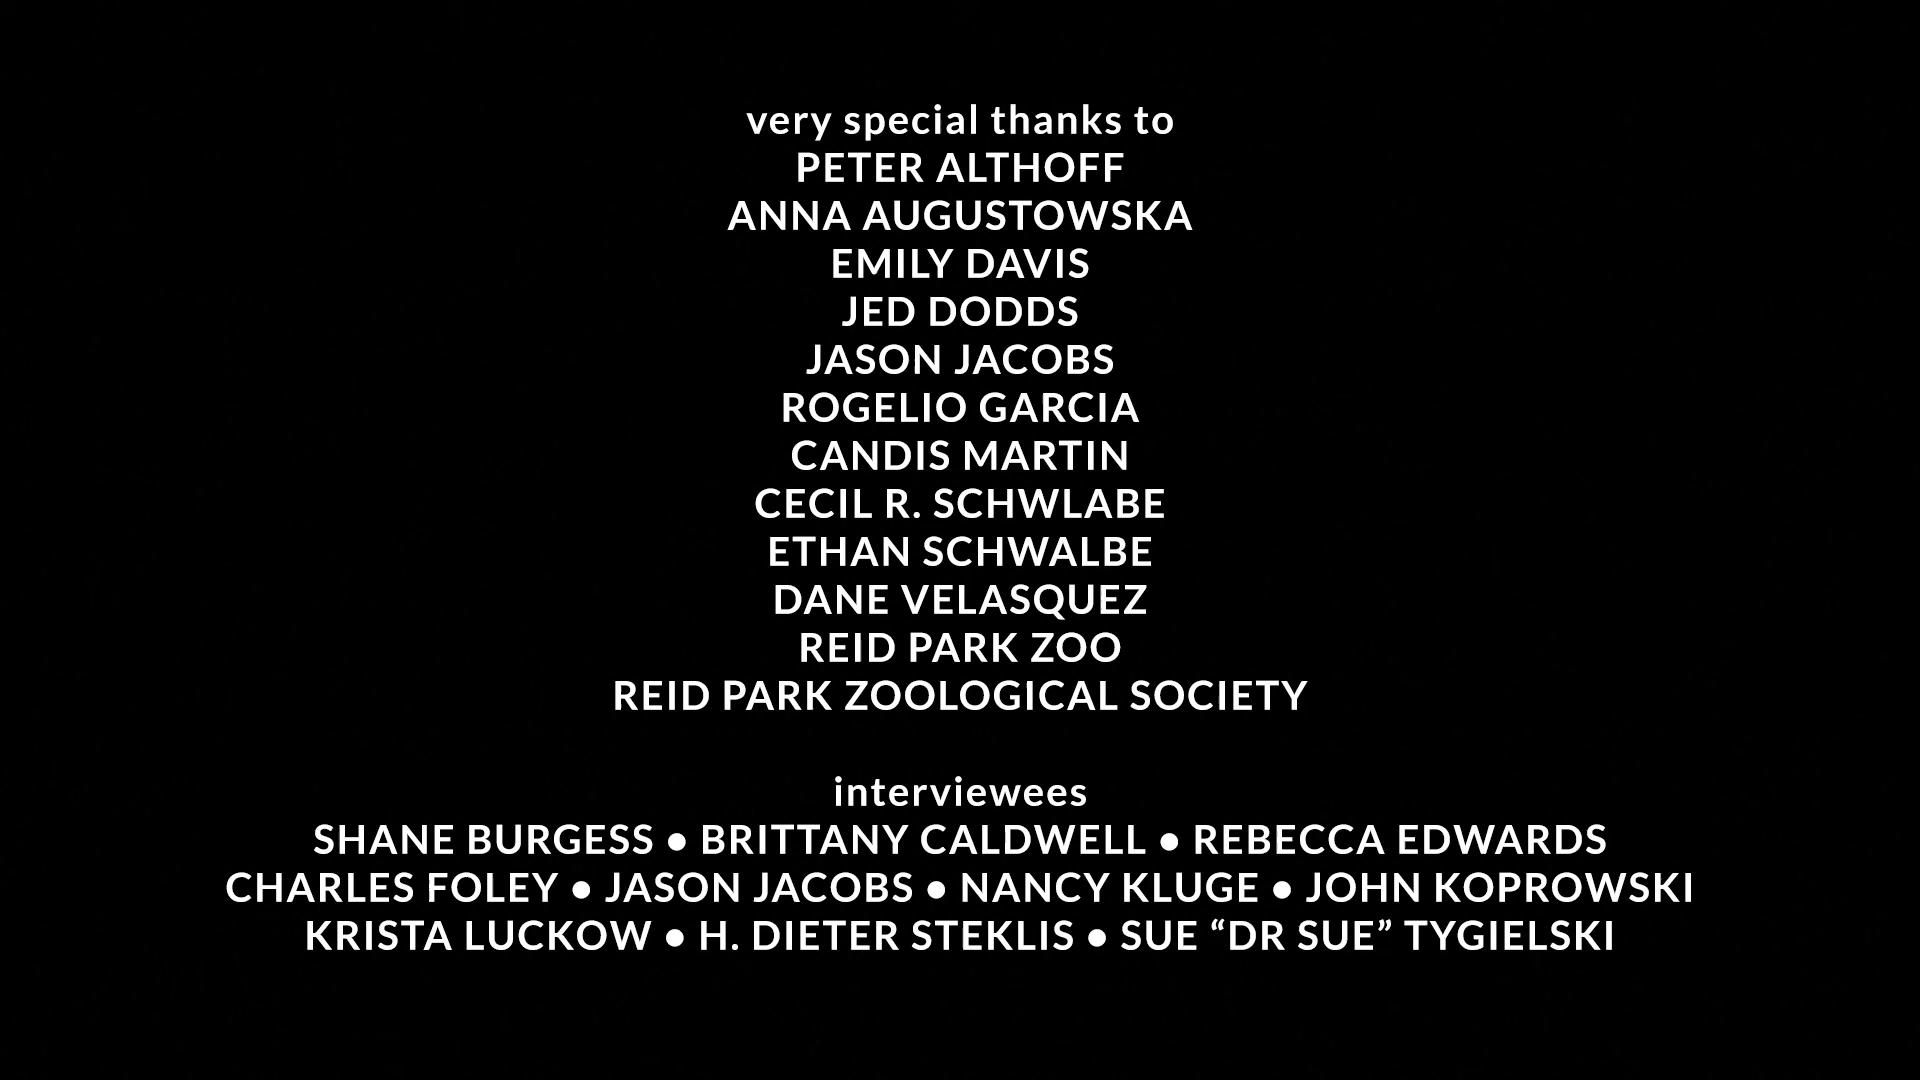 very special thanks to
PETER ALTHOFF
ANNA AUGUSTOWSKA
EMILY DAVIS
JED DODDS
JASON JACOBS
ROGELIO GARCIA
CANDIS MARTIN
CECIL R. SCHWLABE
ETHAN SCHWALBE
DANE VELASQUEZ
REID PARK ZOO
REID PARK ZOOLOGICAL SOCIETY
interviewees
SHANE BURGESS ● BRITTANY CALDWELL ● REBECCA EDWARDS
CHARLES FOLEY ● JASON JACOBS ● NANCY KLUGE ● JOHN KOPROWSKI
KRISTA LUCKOW ● H. DIETER STEKLIS ● SUE “DR SUE” TYGIELSKI